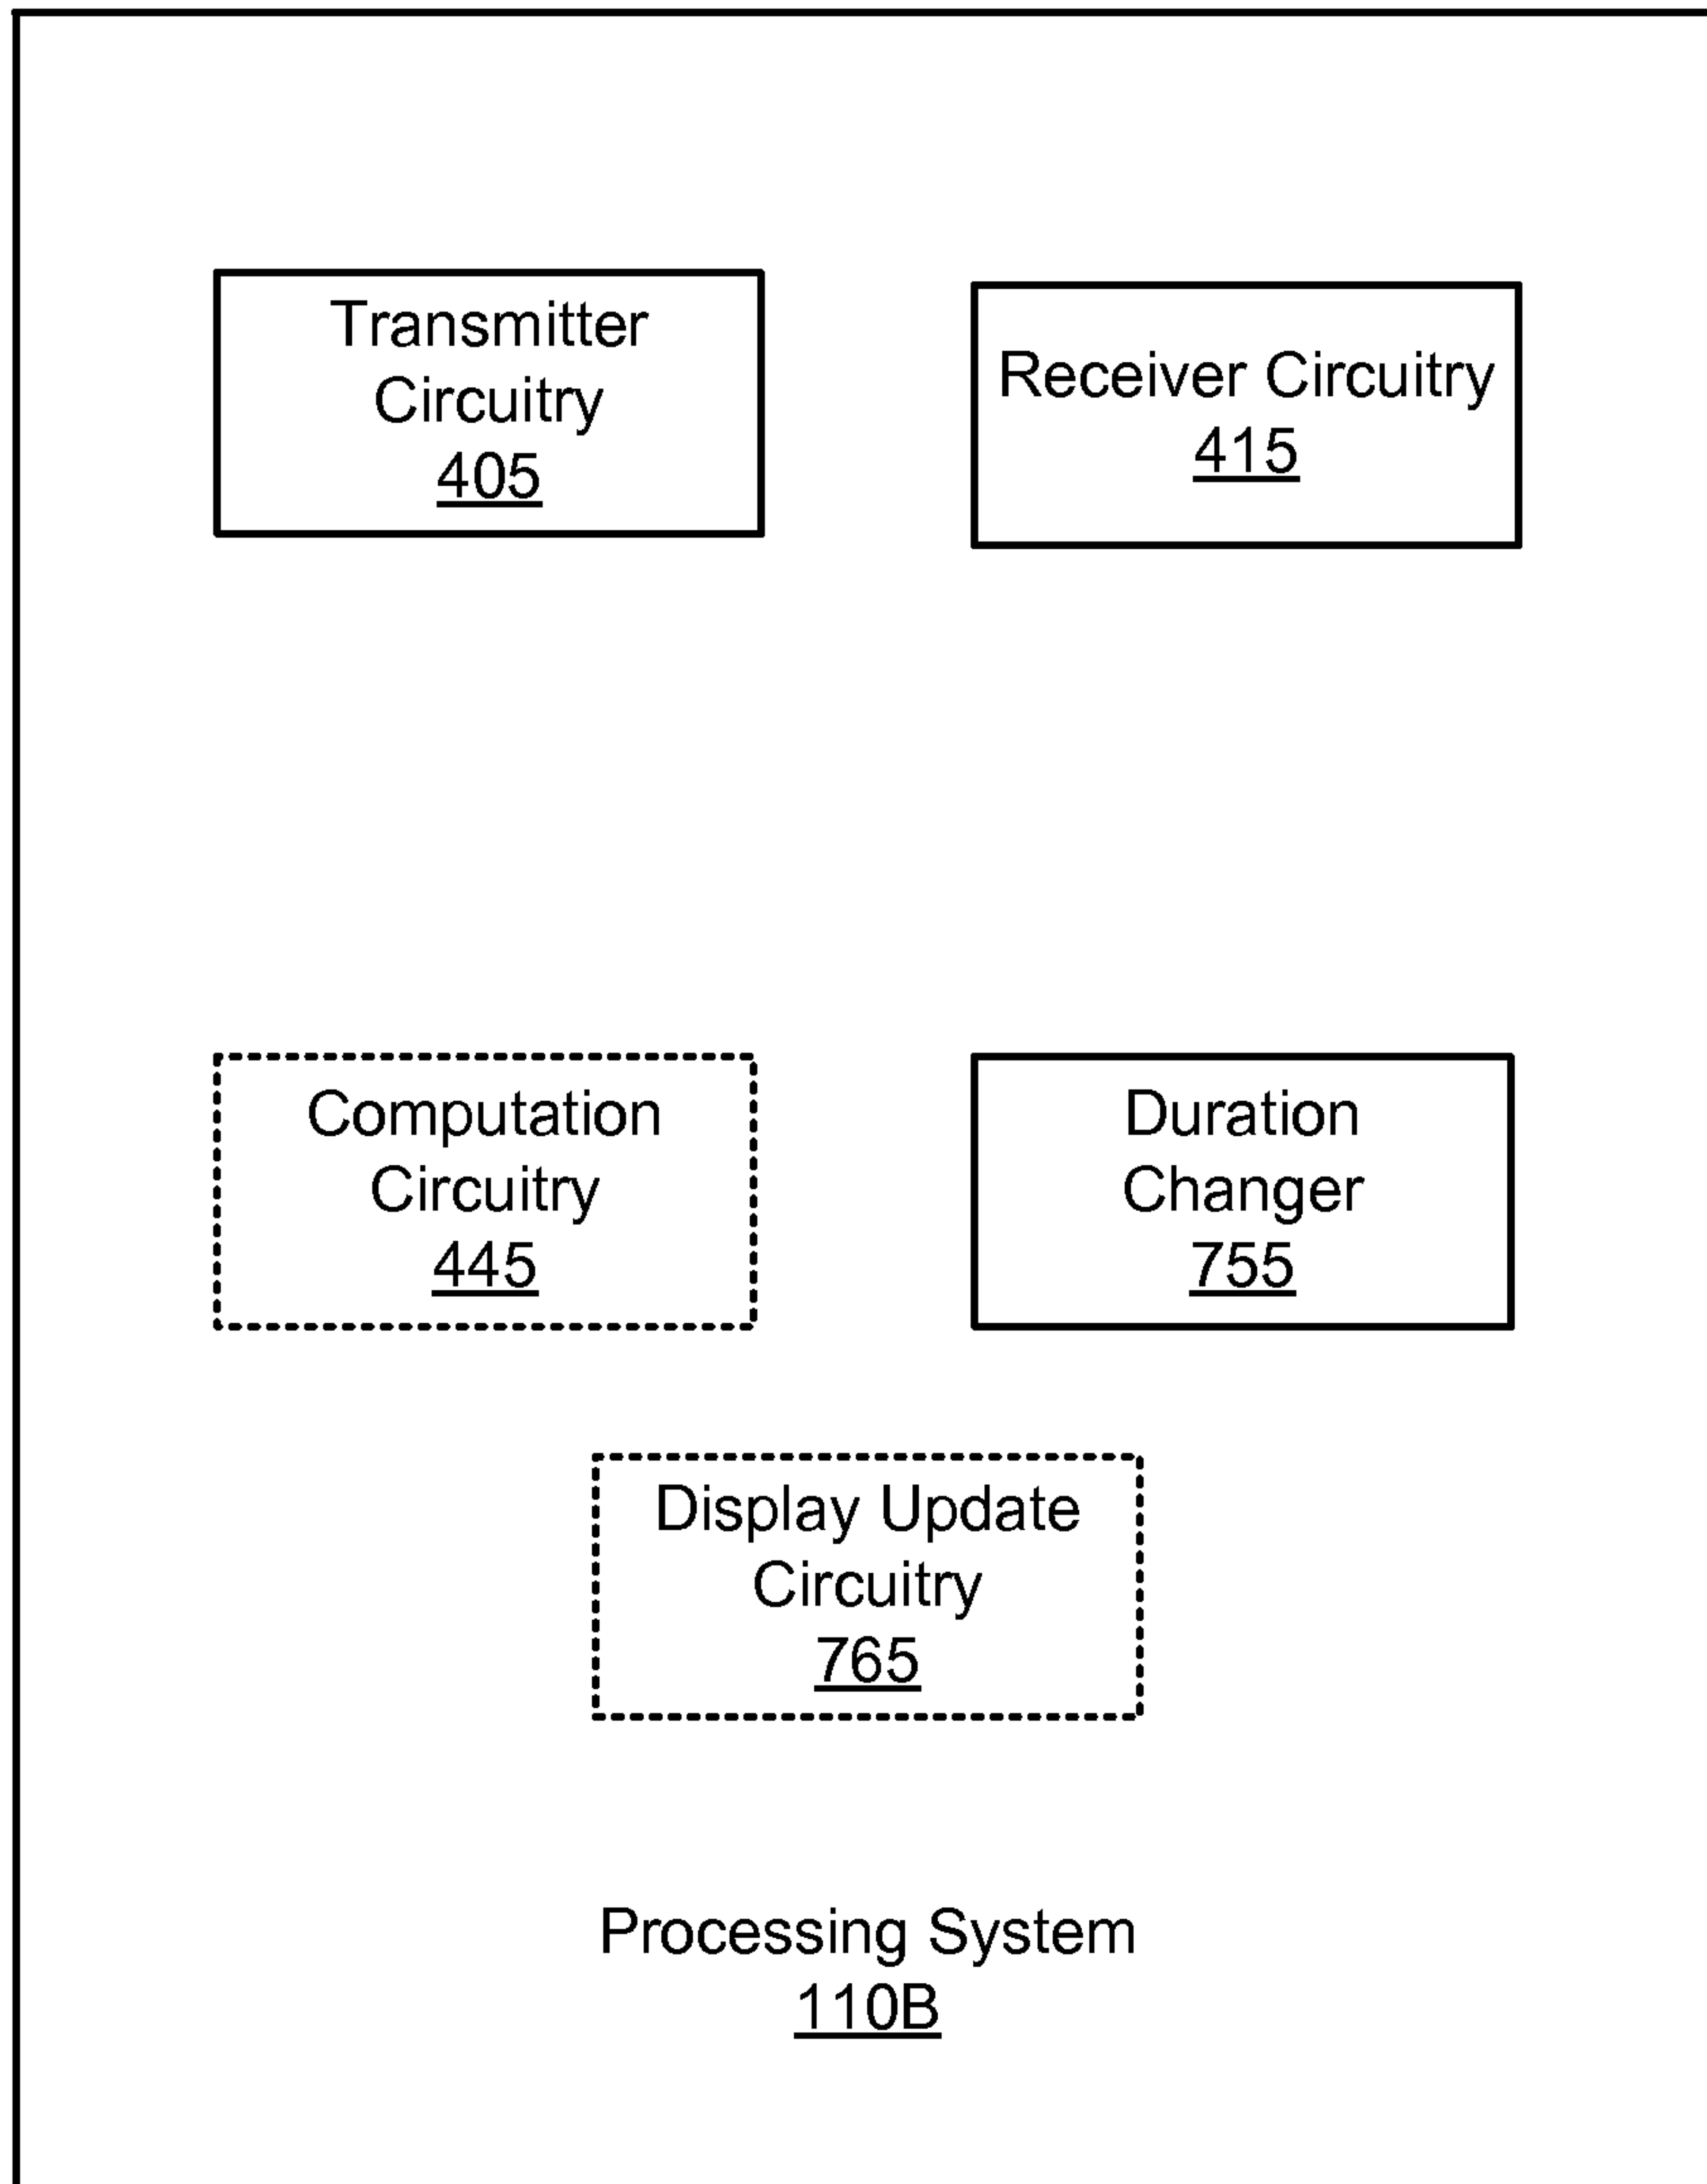 Transmitter
Circuitry
405
Receiver Circuitry
415
Computation
Circuitry
445
Duration
Changer
755
Display Update
Circuitry
765
Processing System
110B